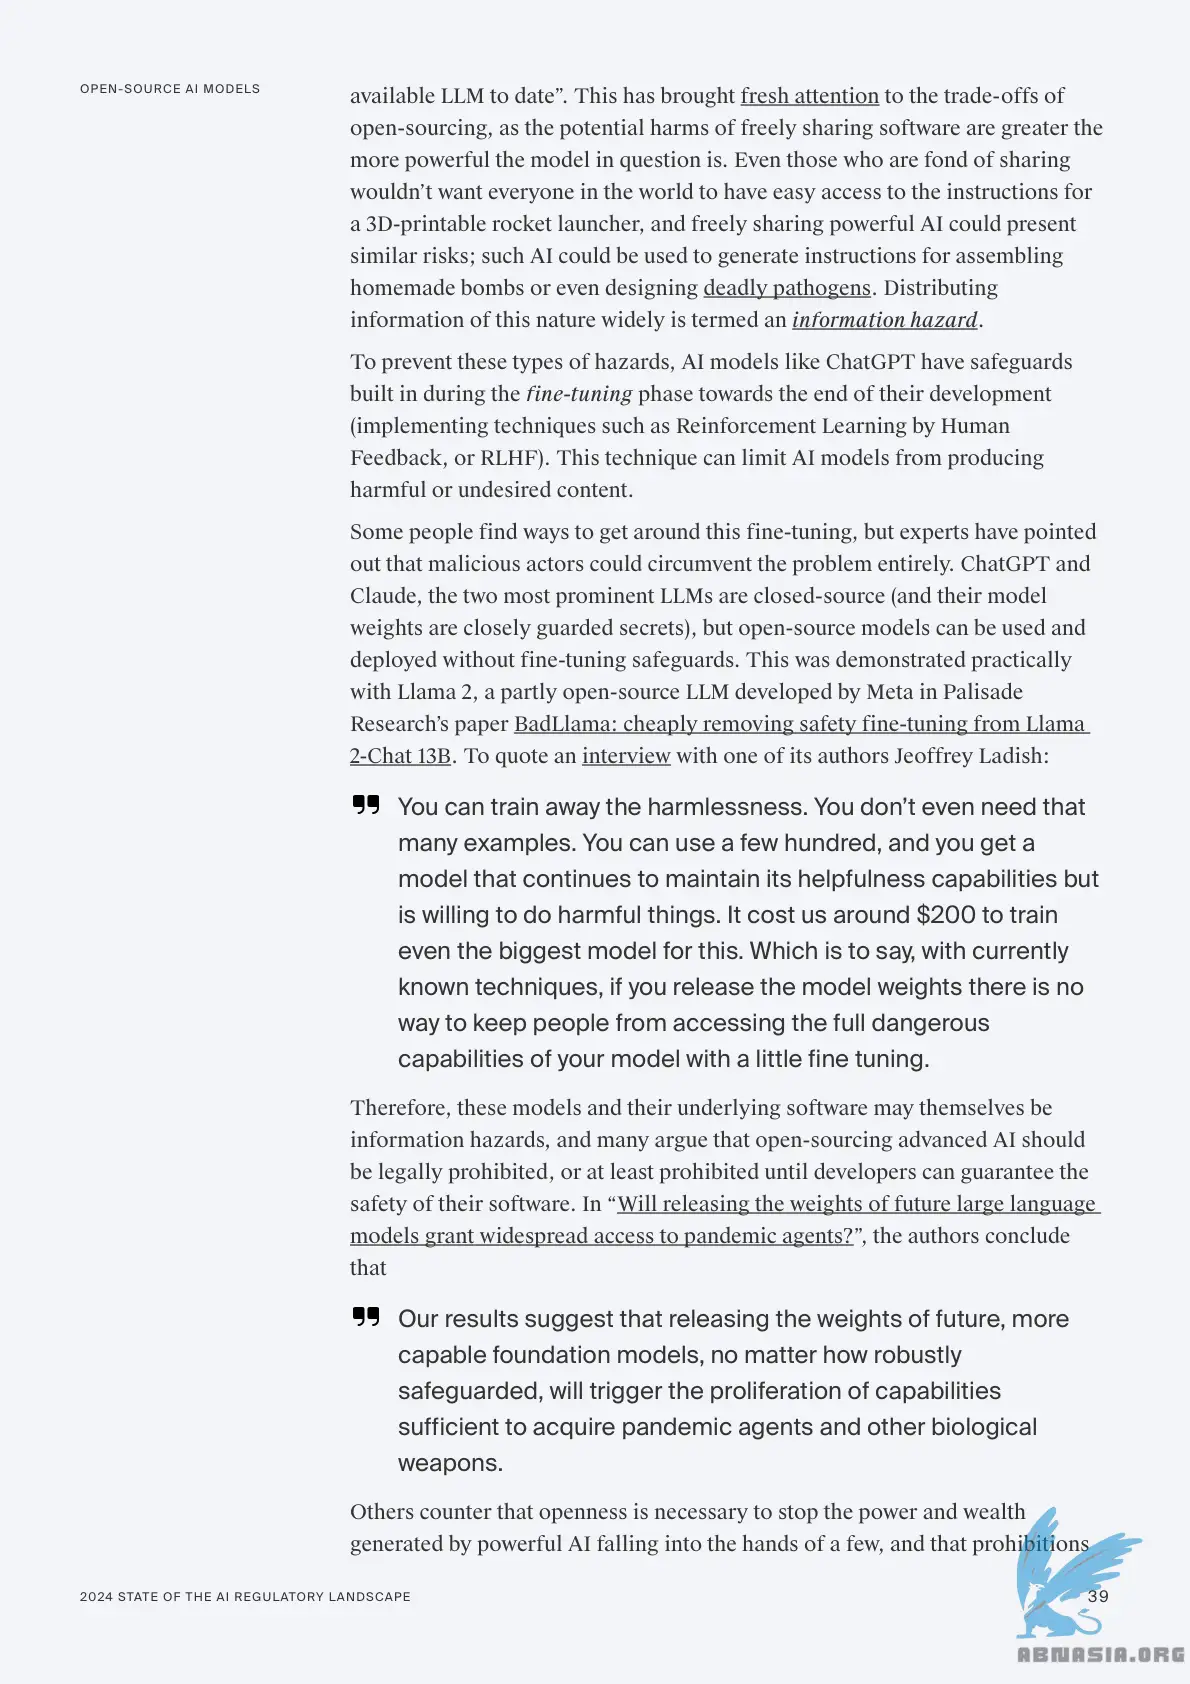 OPEN-SOURCE AI MODELS
available LLM to date”. This has brought fresh attention to the trade-offs of
open-sourcing, as the potential harms of freely sharing software are greater the
more powerful the model in question is. Even those who are fond of sharing
wouldn’t want everyone in the world to have easy access to the instructions for
a 3D-printable rocket launcher, and freely sharing powerful AI could present
similar risks; such AI could be used to generate instructions for assembling
homemade bombs or even designing deadly pathogens. Distributing
information of this nature widely is termed an information hazard.
To prevent these types of hazards, AI models like ChatGPT have safeguards
built in during the fine-tuning phase towards the end of their development
(implementing techniques such as Reinforcement Learning by Human
Feedback, or RLHF). This technique can limit AI models from producing
harmful or undesired content.
Some people find ways to get around this fine-tuning, but experts have pointed
out that malicious actors could circumvent the problem entirely. ChatGPT and
Claude, the two most prominent LLMs are closed-source (and their model
weights are closely guarded secrets), but open-source models can be used and
deployed without fine-tuning safeguards. This was demonstrated practically
with Llama 2, a partly open-source LLM developed by Meta in Palisade
Research’s paper BadLlama: cheaply removing safety fine-tuning from Llama
2-Chat 13B. To quote an interview with one of its authors Jeoffrey Ladish:
” You can train away the harmlessness. You don’t even need that
many examples. You can use a few hundred, and you get a
model that continues to maintain its helpfulness capabilities but
is willing to do harmful things. It cost us around $200 to train
even the biggest model for this. Which is to say, with currently
known techniques, if you release the model weights there is no
way to keep people from accessing the full dangerous
capabilities of your model with a little fine tuning.
Therefore, these models and their underlying software may themselves be
information hazards, and many argue that open-sourcing advanced AI should
be legally prohibited, or at least prohibited until developers can guarantee the
safety of their software. In “Will releasing the weights of future large language
models grant widespread access to pandemic agents?”, the authors conclude
that
” Our results suggest that releasing the weights of future, more
capable foundation models, no matter how robustly
safeguarded, will trigger the proliferation of capabilities
sufficient to acquire pandemic agents and other biological
weapons.
Others counter that openness is necessary to stop the power and wealth
generated by powerful AI falling into the hands of a few, and that prohibitions
2024 STATE OF THE AI REGULATORY LANDSCAPE
39
ABNASIA.ORG